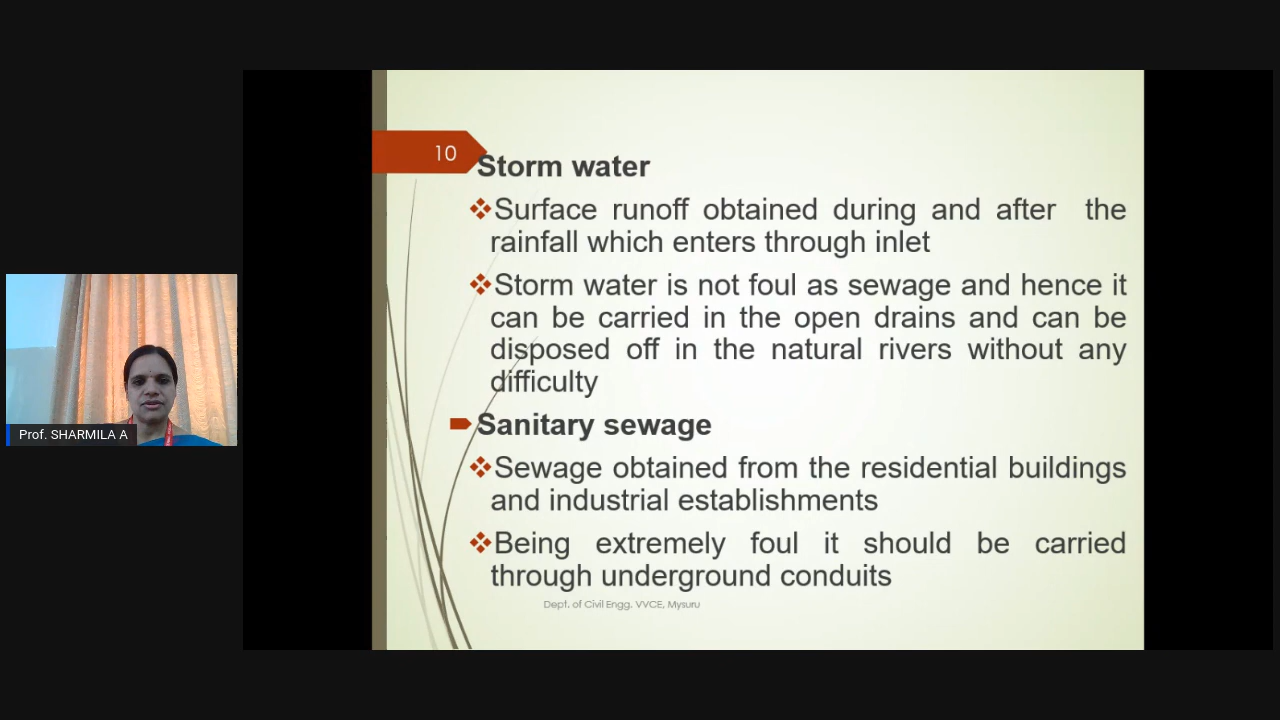 10
Storm water
Surface runoff obtained during and after the
rainfall which enters through inlet
Storm water is not foul as sewage and hence it
can be carried in the open drains and can be
disposed off in the natural rivers without any
difficulty
Sanitary sewage
Sewage obtained from the residential buildings
and industrial establishments
Being extremely foul it should be carried
through underground conduits
Dept. of Civil Engg. VVCE, Mysuru
Prof. SHARMILA A